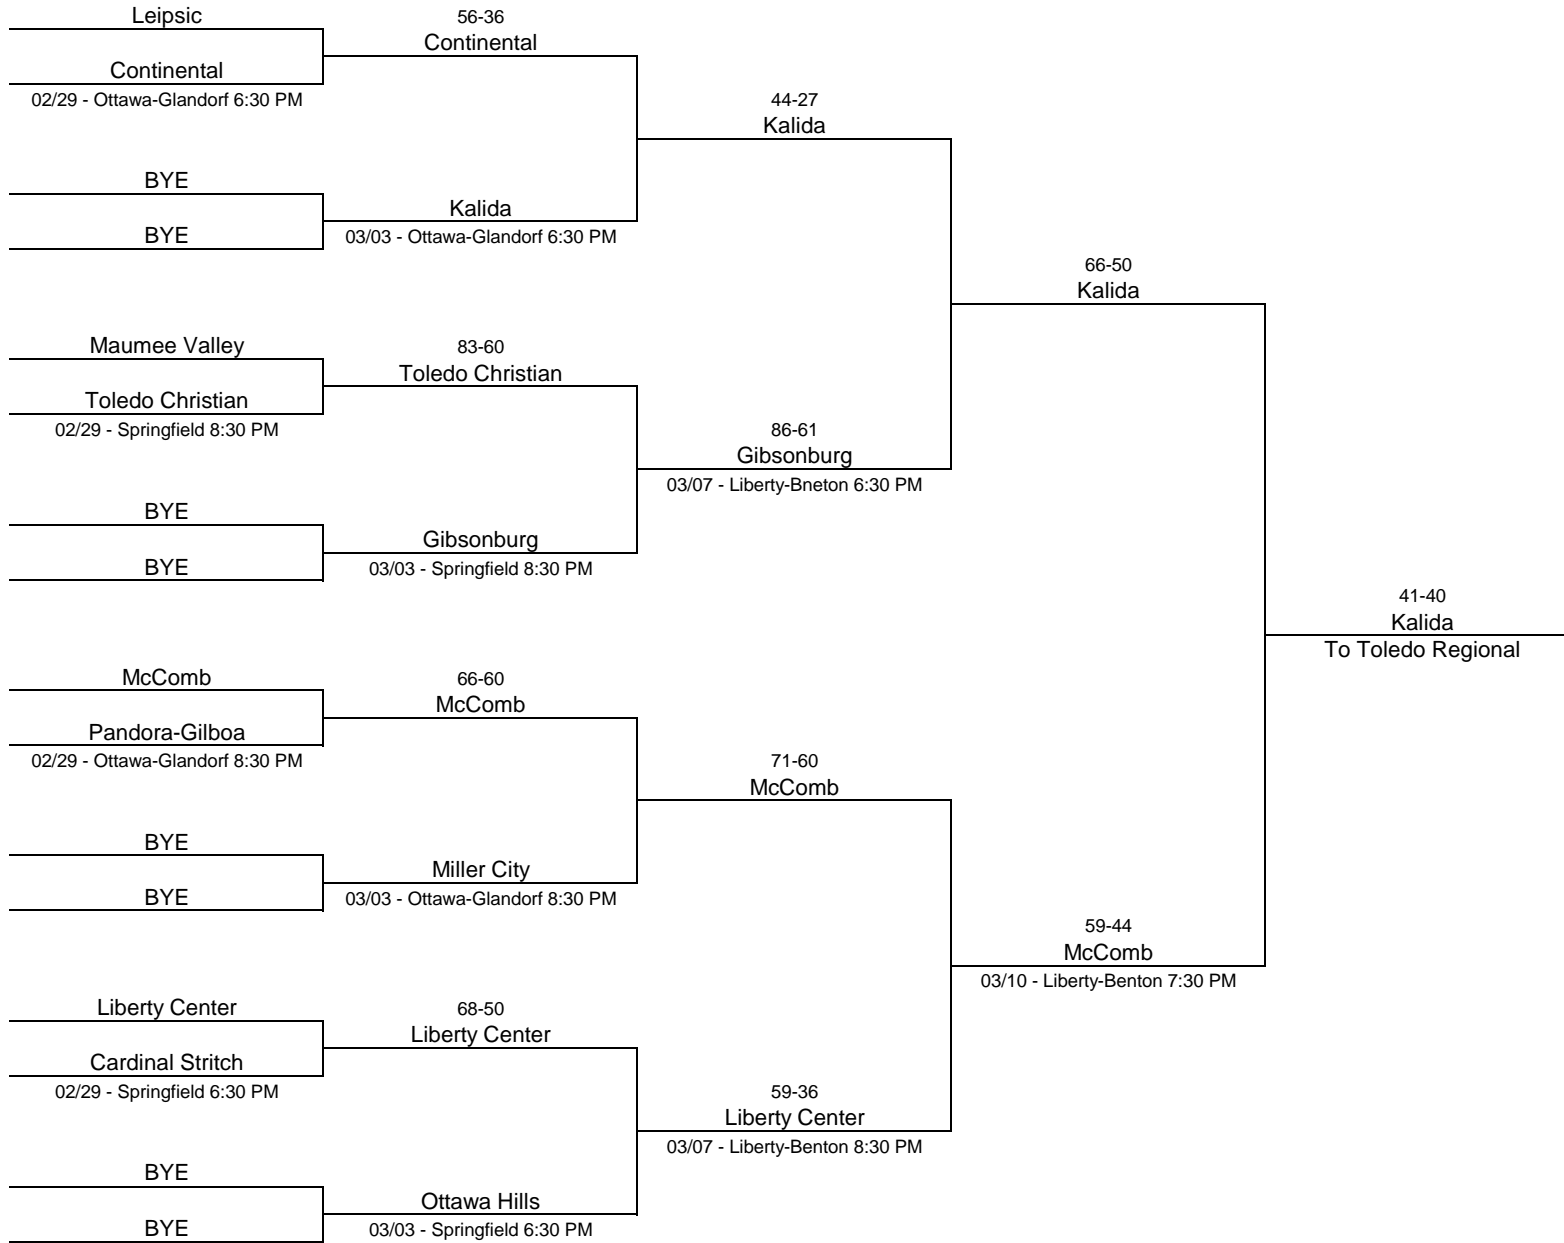 Leipsic
56-36
Continental
Continental
02/29 - Ottawa-Glandorf 6:30 PM
44-27
Kalida
BYE
Kalida
BYE
03/03 - Ottawa-Glandorf 6:30 PM
66-50
Kalida
Maumee Valley
83-60
Toledo Christian
Toledo Christian
02/29 - Springfield 8:30 PM
86-61
Gibsonburg
03/07 - Liberty-Bneton 6:30 PM
BYE
Gibsonburg
BYE
03/03 - Springfield 8:30 PM
41-40
Kalida
To Toledo Regional
McComb
66-60
McComb
Pandora-Gilboa
02/29 - Ottawa-Glandorf 8:30 PM
71-60
McComb
BYE
Miller City
BYE
03/03 - Ottawa-Glandorf 8:30 PM
59-44
McComb
03/10 - Liberty-Benton 7:30 PM
Liberty Center
68-50
Liberty Center
Cardinal Stritch
02/29 - Springfield 6:30 PM
59-36
Liberty Center
03/07 - Liberty-Benton 8:30 PM
BYE
Ottawa Hills
BYE
03/03 - Springfield 6:30 PM